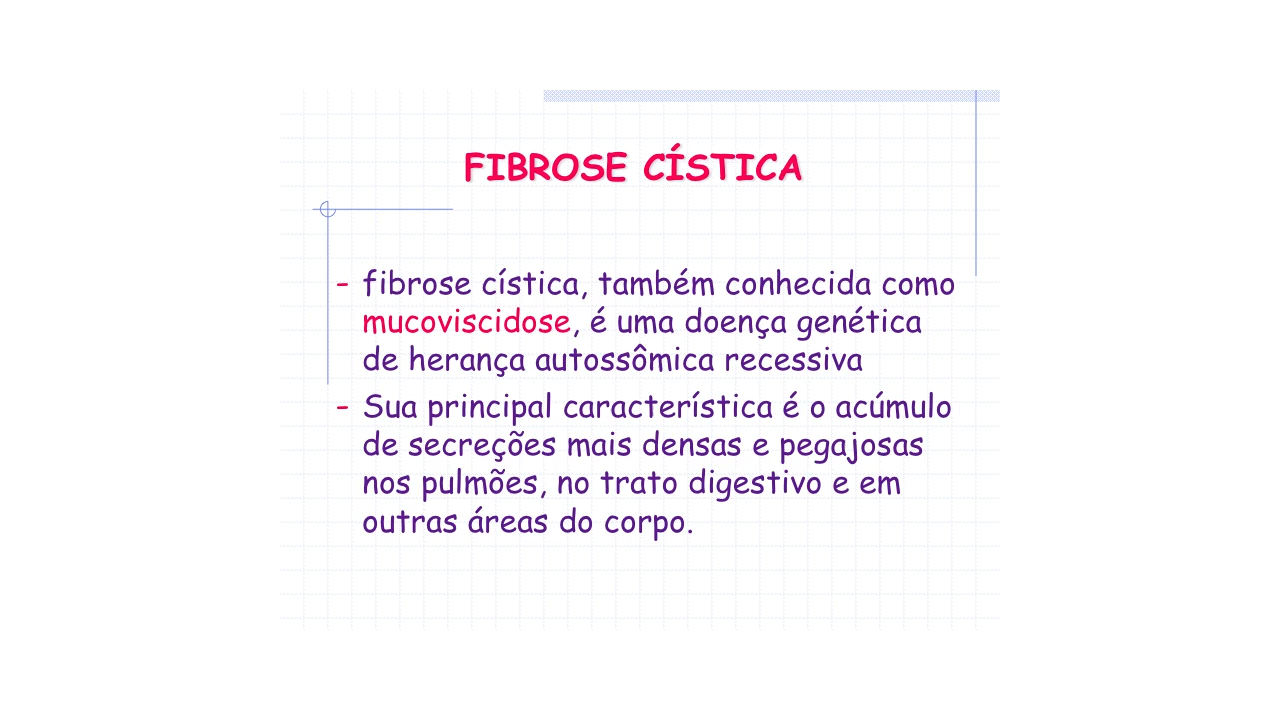 FIBROSE CÍSTICA
- fibrose cística, também conhecida como
mucoviscidose, é uma doença genética
de herança autossômica recessiva
- Sua principal característica é o acúmulo
de secreções mais densas e pegajosas
nos pulmões, no trato digestivo e em
outras áreas do corpo.